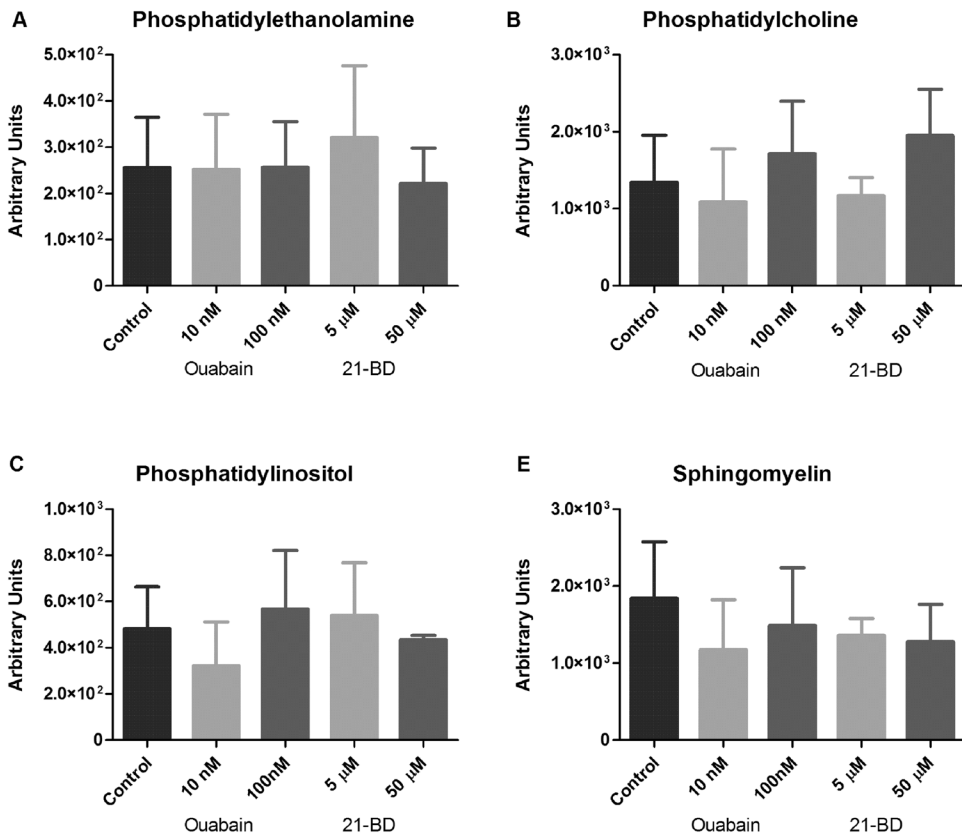 A
Phosphatidylethanolamine
Arbitrary Units
5.0×10²
4.0×10²
3.0×10²
2.0×10²
1.0×10²
0
Control
10 nM
100 nM
5 µM
50 µM
Ouabain
21-BD
B
Phosphatidylcholine
Arbitrary Units
3.0×10³
2.0×10³
1.0×10³
0
Control
10 nM
100 nM
5 µM
50 µM
Ouabain
21-BD
C
Phosphatidylinositol
Arbitrary Units
1.0×10³
8.0×10²
6.0×10²
4.0×10²
2.0×10²
0
Control
10 nM
100nM
5 µM
50 µM
Ouabain
21-BD
E
Sphingomyelin
Arbitrary Units
3.0×10³
2.0×10³
1.0×10³
0
Control
10 nM
100nM
5 µM
50 µM
Ouabain
21-BD